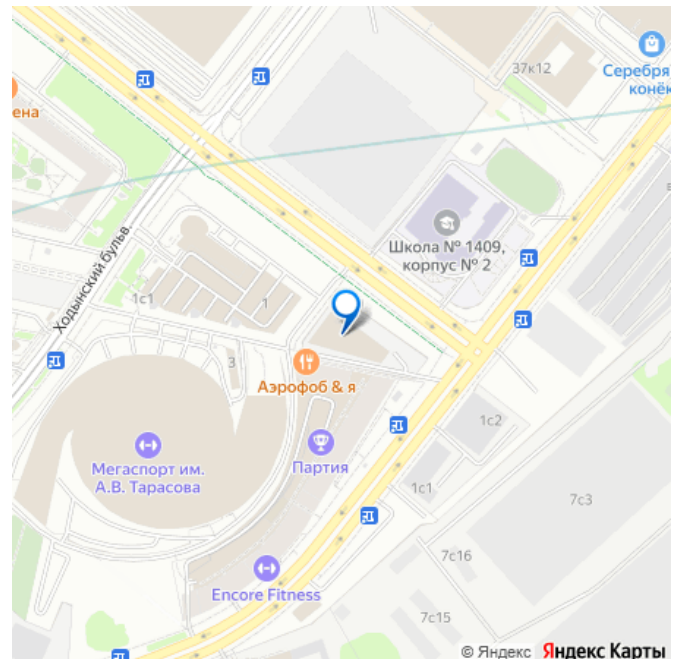 37к12
Серебря
конёк
ена
Школа № 1409,
корпус № 2
Ходынский бульв.
1с1
1
3
Аэрофоб & я
Мегаспорт им.
А.В. Тарасова
Партия
1с2
1с1
7с3
7с16
Encore Fitness
7с15
© Яндекс Яндекс Карты